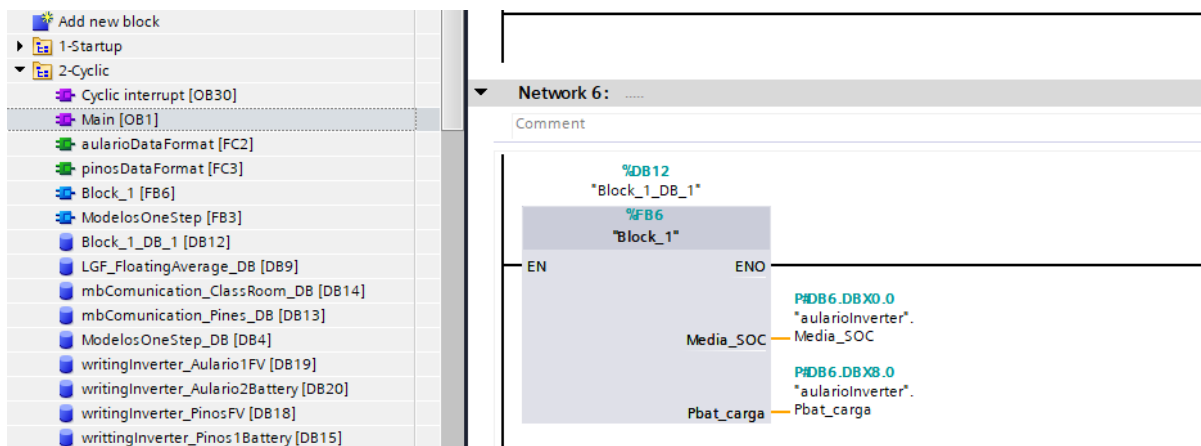 Add new block
1-Startup
2-Cyclic
Cyclic interrupt [OB30]
Main [OB1]
aularioDataFormat [FC2]
pinosDataFormat [FC3]
Block_1 [FB6]
ModelosOneStep [FB3]
Block_1_DB_1 [DB12]
LGF_FloatingAverage_DB [DB9]
mbComunication_ClassRoom_DB [DB14]
mbComunication_Pines_DB [DB13]
ModelosOneStep_DB [DB4]
writingInverter_Aulario1FV [DB19]
writingInverter_Aulario2Battery [DB20]
writingInverter_PinosFV [DB18]
writtingInverter_Pinos1Battery [DB15]
Network 6: .....
Comment
%DB12
"Block_1_DB_1"
%FB6
"Block_1"
EN ENO
P#DB6.DBX0.0
"aularioInverter".
Media_SOC Media_SOC
P#DB6.DBX8.0
"aularioInverter".
Pbat_carga Pbat_carga